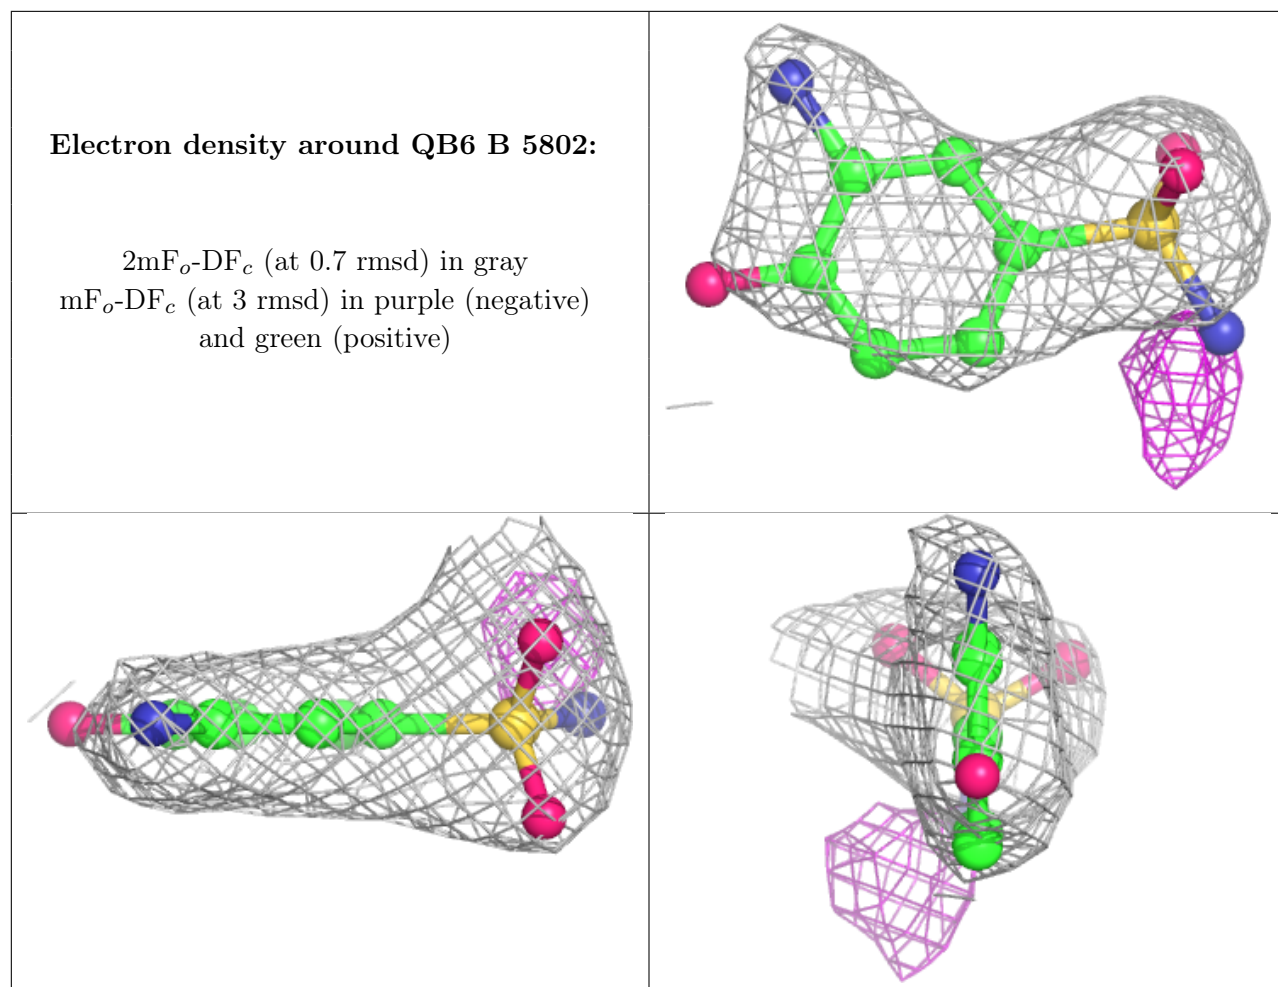 Electron density around QB6 B 5802:
2mFo-DFc (at 0.7 rmsd) in gray
mFo-DFc (at 3 rmsd) in purple (negative)
and green (positive)